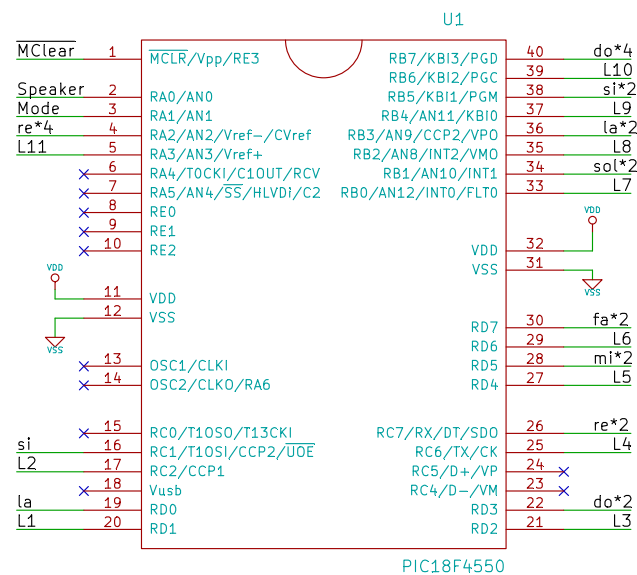 U1
MClear 1 MCLR/Vpp/RE3 RB7/KBI3/PGD 40 do*4
RB6/KBI2/PGC 39 L10
Speaker 2 RA0/AN0 RB5/KBI1/PGM 38 si*2
Mode 3 RA1/AN1 RB4/AN11/KBI0 37 L9
re*4 4 RA2/AN2/Vref-/CVref RB3/AN9/CCP2/VPO 36 la*2
L11 5 RA3/AN3/Vref+ RB2/AN8/INT2/VMO 35 L8
6 RA4/T0CKI/C1OUT/RCV RB1/AN10/INT1 34 sol*2
7 RA5/AN4/SS/HLVDi/C2 RB0/AN12/INT0/FLT0 33 L7
8 RE0
9 RE1 VDD
10 RE2 VDD 32
VSS 31
VDD VSS
11 VDD
12 VSS
VSS RD7 30 fa*2
RD6 29 L6
13 OSC1/CLKI RD5 28 mi*2
14 OSC2/CLKO/RA6 RD4 27 L5
15 RC0/T1OSO/T13CKI RC7/RX/DT/SDO 26 re*2
si 16 RC1/T1OSI/CCP2/UOE RC6/TX/CK 25 L4
L2 17 RC2/CCP1 RC5/D+/VP 24
18 Vusb RC4/D-/VM 23
la 19 RD0 RD3 22 do*2
L1 20 RD1 RD2 21 L3
PIC18F4550